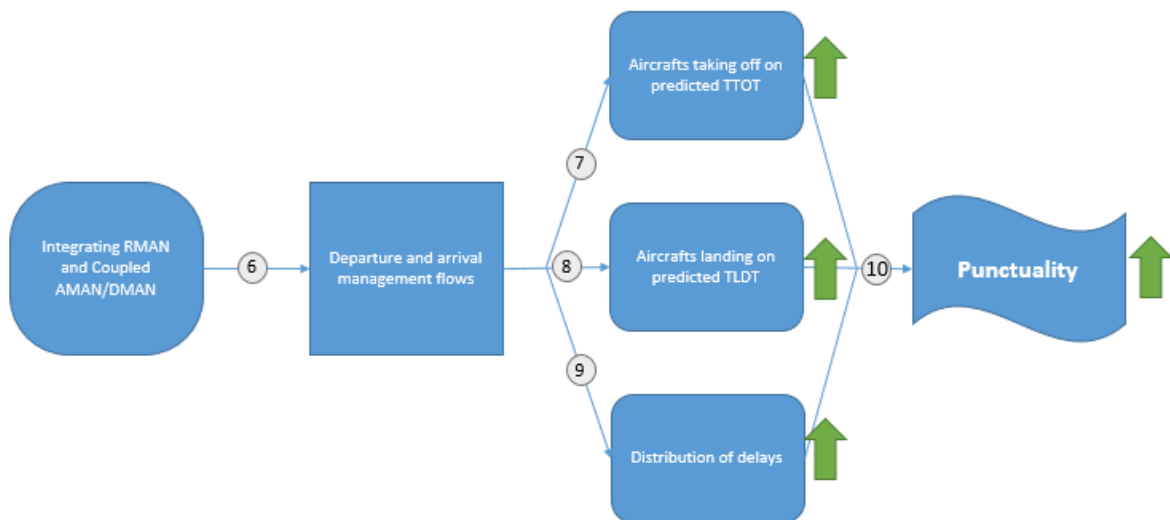 Integrating RMAN
and Coupled
AMAN/DMAN
6
Departure and arrival
management flows
7
8
9
Aircrafts taking off on
predicted TTOT
Aircrafts landing on
predicted TLDT
Distribution of delays
10
Punctuality